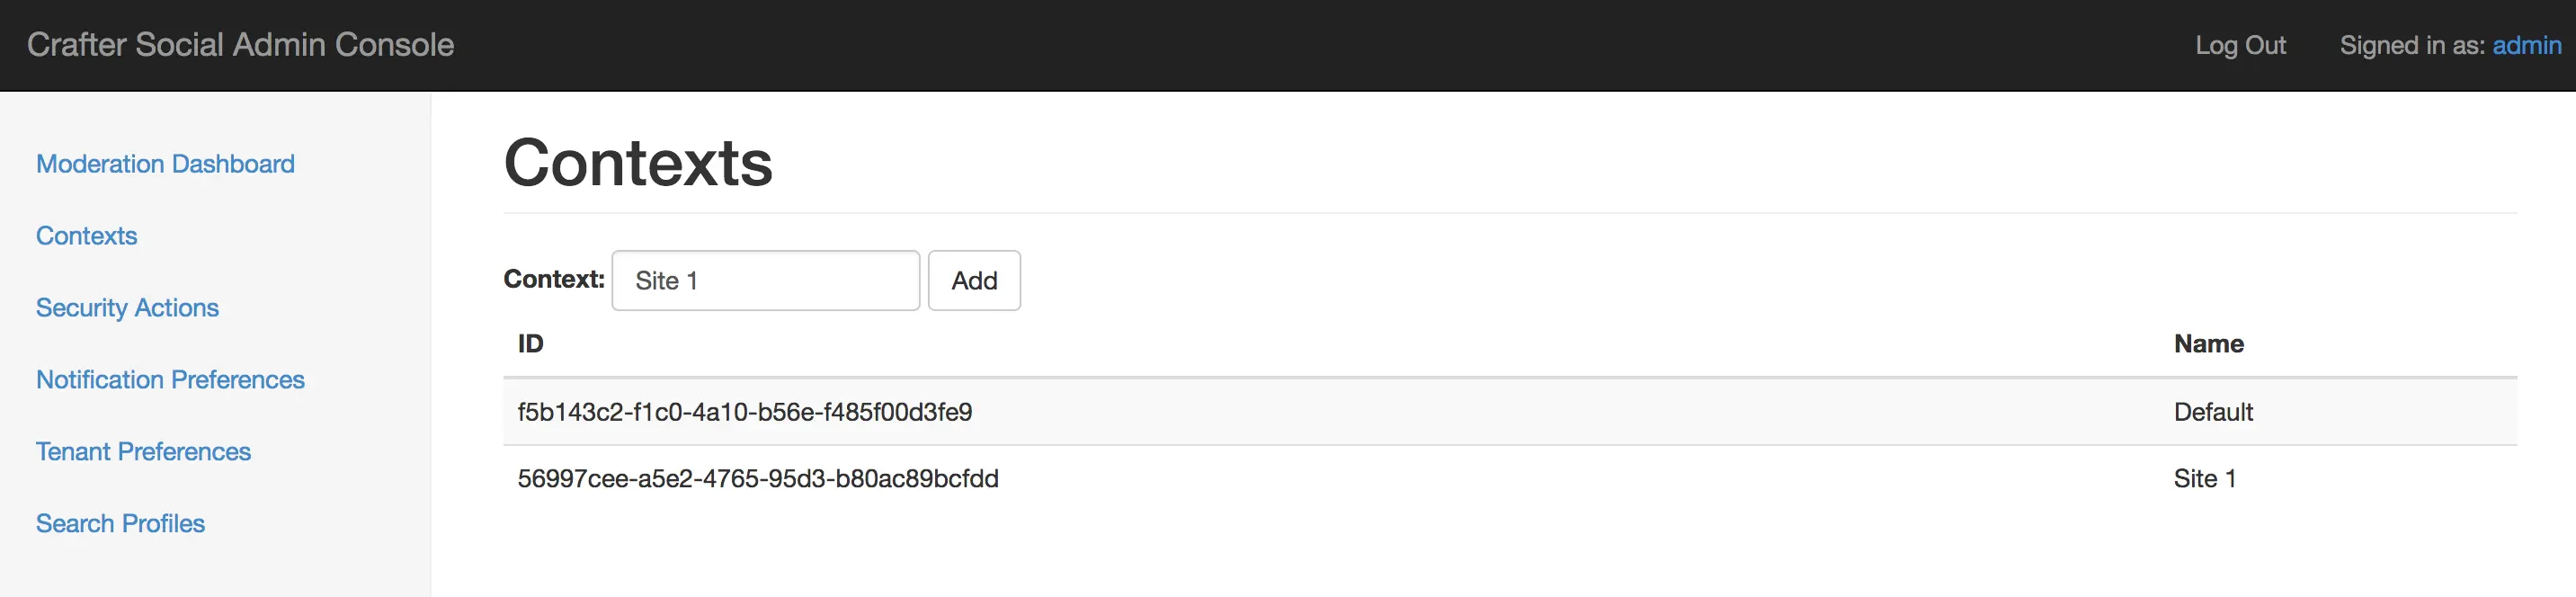 Crafter Social Admin Console Log Out Signed in as: admin
Moderation Dashboard
Contexts
Security Actions
Notification Preferences
Tenant Preferences
Search Profiles
Contexts
Context: Site 1 Add
ID Name
f5b143c2-f1c0-4a10-b56e-f485f00d3fe9 Default
56997cee-a5e2-4765-95d3-b80ac89bcfdd Site 1